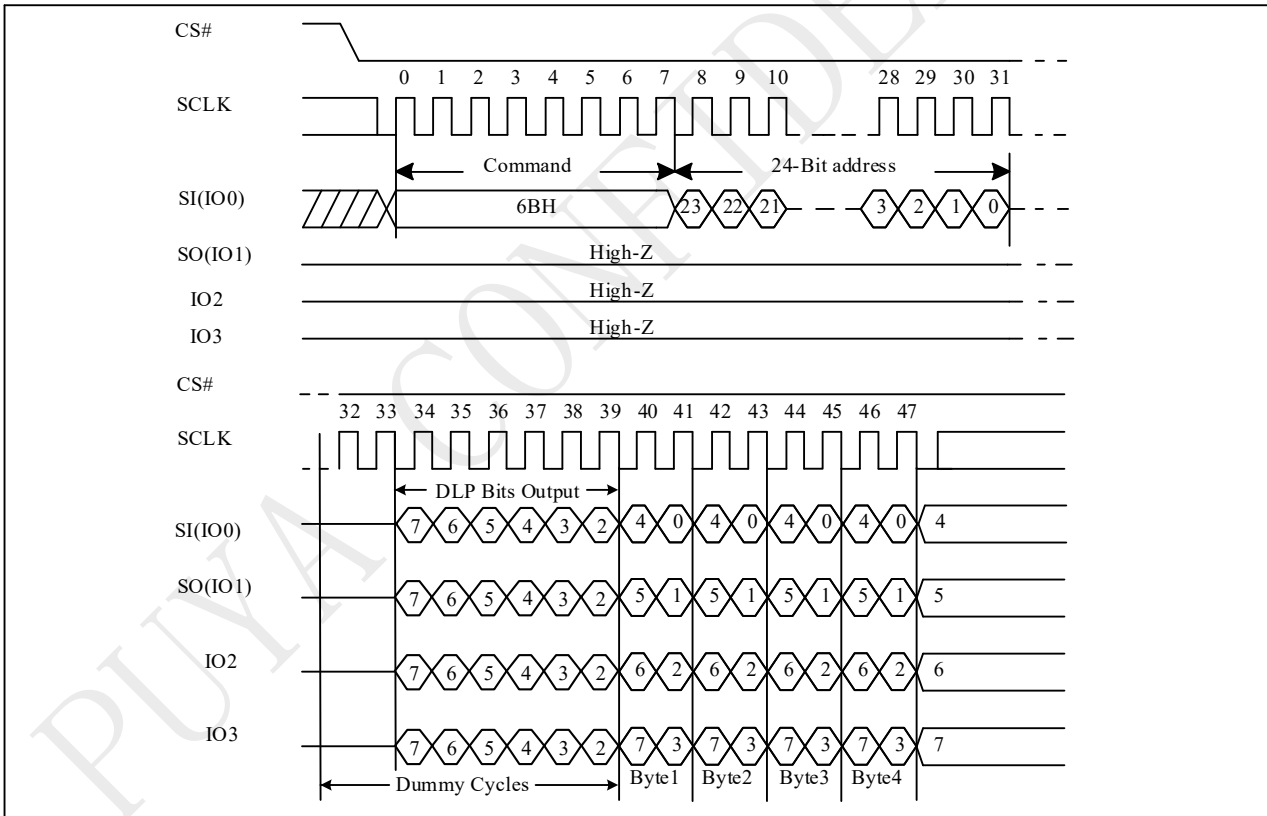 CS#
0 1 2 3 4 5 6 7 8 9 10 28 29 30 31
SCLK
Command 24-Bit address
SI(IO0) 6BH 23 22 21 3 2 1 0
SO(IO1) High-Z
IO2 High-Z
IO3 High-Z
CS#
32 33 34 35 36 37 38 39 40 41 42 43 44 45 46 47
SCLK
DLP Bits Output
SI(IO0) 7 6 5 4 3 2 4 0 4 0 4 0 4 0 4
SO(IO1) 7 6 5 4 3 2 5 1 5 1 5 1 5 1 5
IO2 7 6 5 4 3 2 6 2 6 2 6 2 6 2 6
IO3 7 6 5 4 3 2 7 3 7 3 7 3 7 3 7
Dummy Cycles Byte1 Byte2 Byte3 Byte4